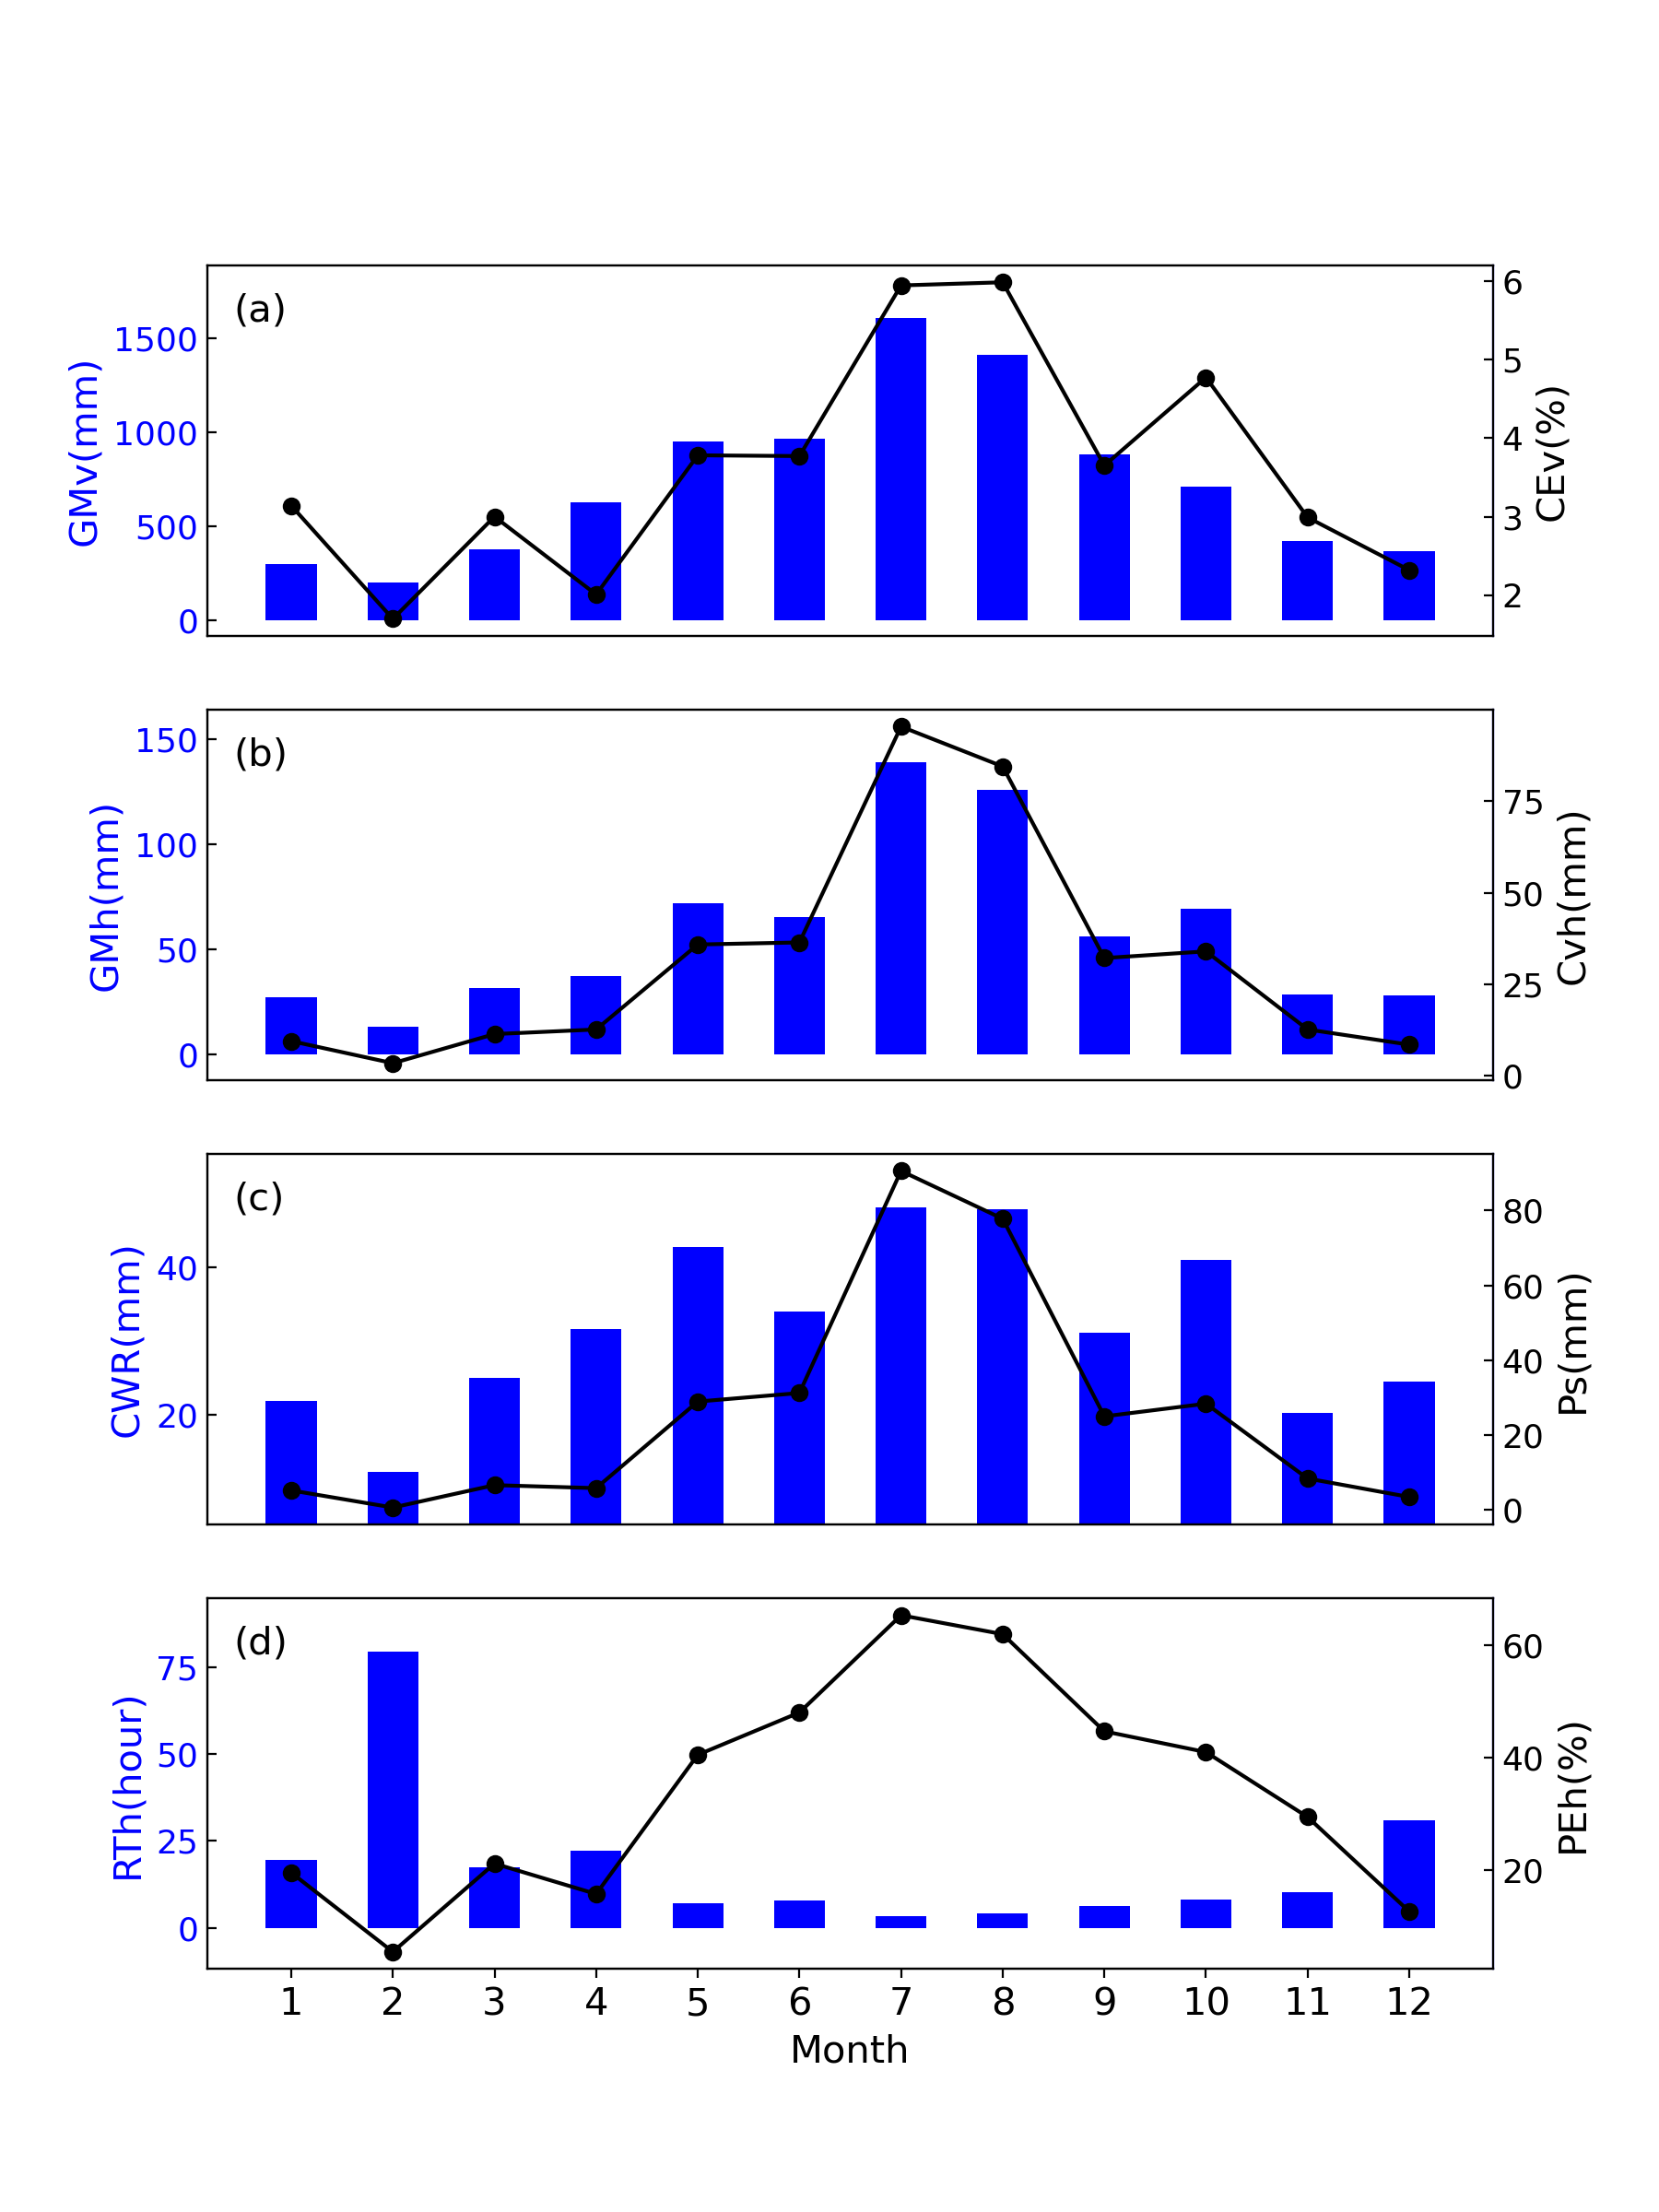 (a)
GMv(mm)
1500
1000
500
0
CEv(%)
6
5
4
3
2
(b)
GMh(mm)
150
100
50
0
Cvh(mm)
75
50
25
0
(c)
CWR(mm)
40
20
Ps(mm)
80
60
40
20
0
(d)
RTh(hour)
75
50
25
0
PEh(%)
60
40
20
1 2 3 4 5 6 7 8 9 10 11 12
Month